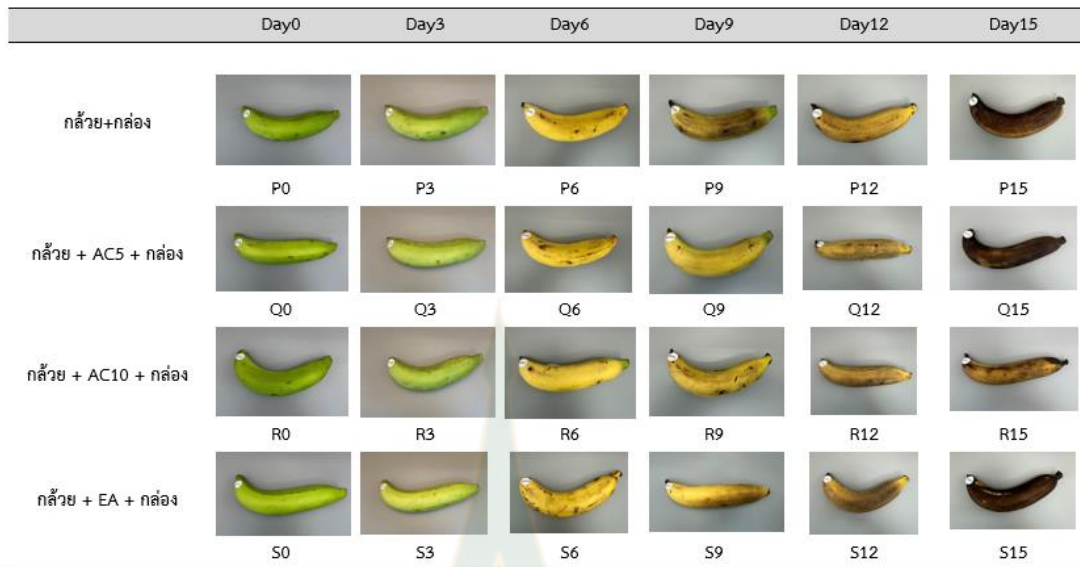 Day0 Day3 Day6 Day9 Day12 Day15
กล้วย+กล่อง
P0 P3 P6 P9 P12 P15
กล้วย + AC5 + กล่อง
Q0 Q3 Q6 Q9 Q12 Q15
กล้วย + AC10 + กล่อง
R0 R3 R6 R9 R12 R15
กล้วย + EA + กล่อง
S0 S3 S6 S9 S12 S15